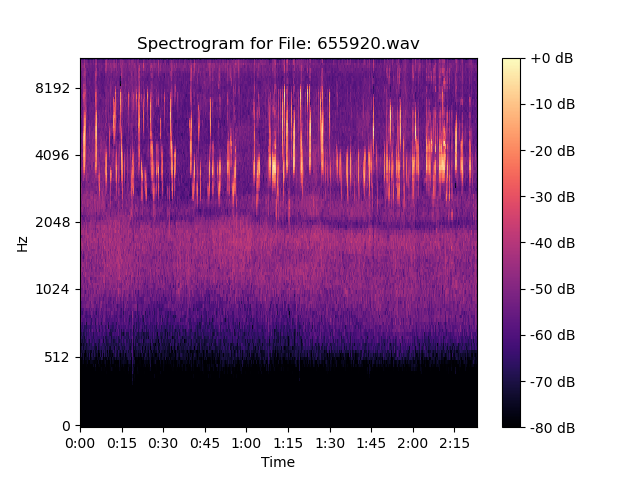 Spectrogram for File: 655920.wav
Hz
8192
4096
2048
1024
512
0
0:00 0:15 0:30 0:45 1:00 1:15 1:30 1:45 2:00 2:15
Time
+0 dB
-10 dB
-20 dB
-30 dB
-40 dB
-50 dB
-60 dB
-70 dB
-80 dB